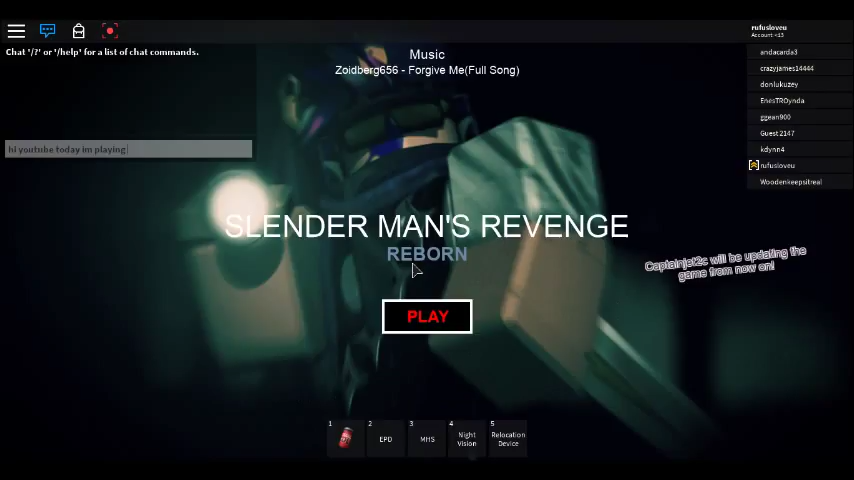 rufusloveu
Account: <13
Chat '/?' or '/help' for a list of chat commands.
Music
Zoidberg656 - Forgive Me(Full Song)
andacarda3
crazyjames14444
donlukuzey
EnesTROynda
ggean900
Guest 2147
kdynn4
rufusloveu
Woodenkeepsitreal
hi youtube today im playing
SLENDER MAN'S REVENGE
REBORN
Captainjet2c will be updating the
game from now on!
PLAY
1
2
EPD
3
MHS
4
Night
Vision
5
Relocation
Device